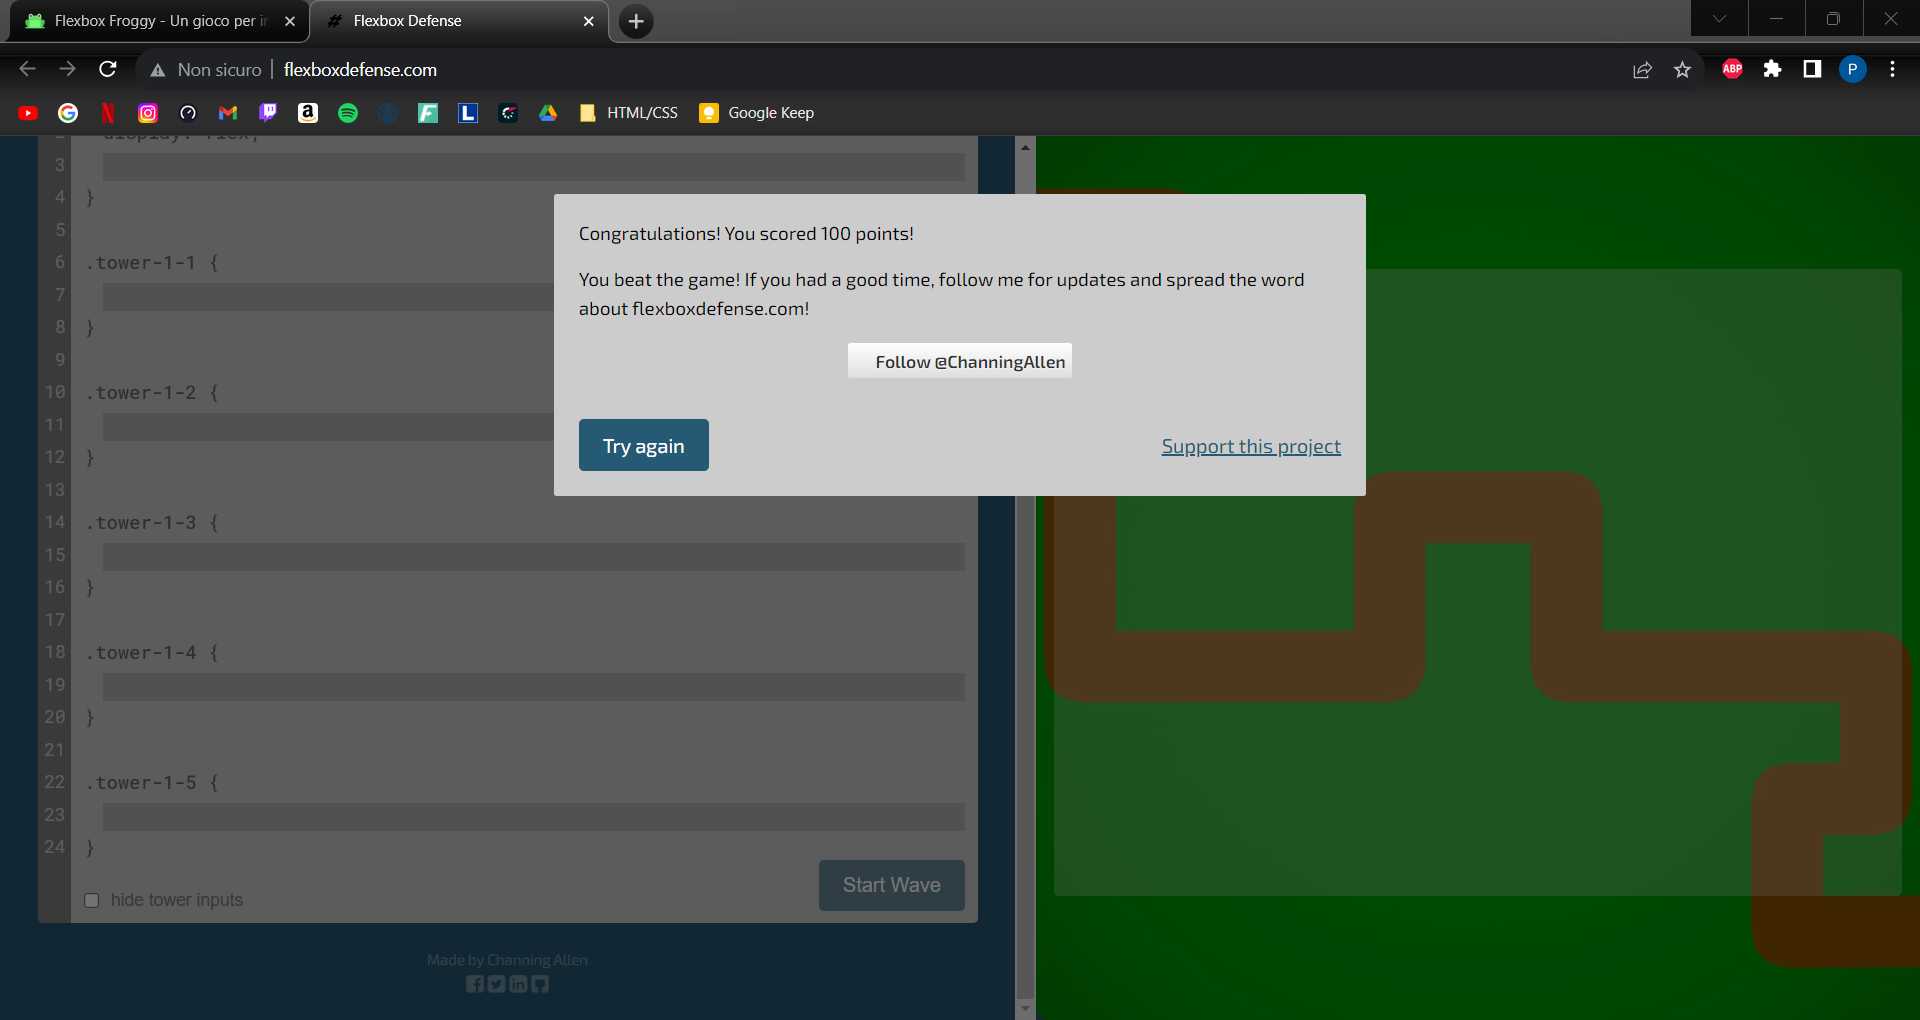 Flexbox Froggy - Un gioco per i
Flexbox Defense
Non sicuro
flexboxdefense.com
ABP
P
HTML/CSS
Google Keep
2
display: flex;
3
4 }
5
6 .tower-1-1 {
7
8 }
9
10 .tower-1-2 {
11
12 }
13
14 .tower-1-3 {
15
16 }
17
18 .tower-1-4 {
19
20 }
21
22 .tower-1-5 {
23
24 }
hide tower inputs
Start Wave
Made by Channing Allen
Congratulations! You scored 100 points!
You beat the game! If you had a good time, follow me for updates and spread the word
about flexboxdefense.com!
Follow @ChanningAllen
Try again
Support this project